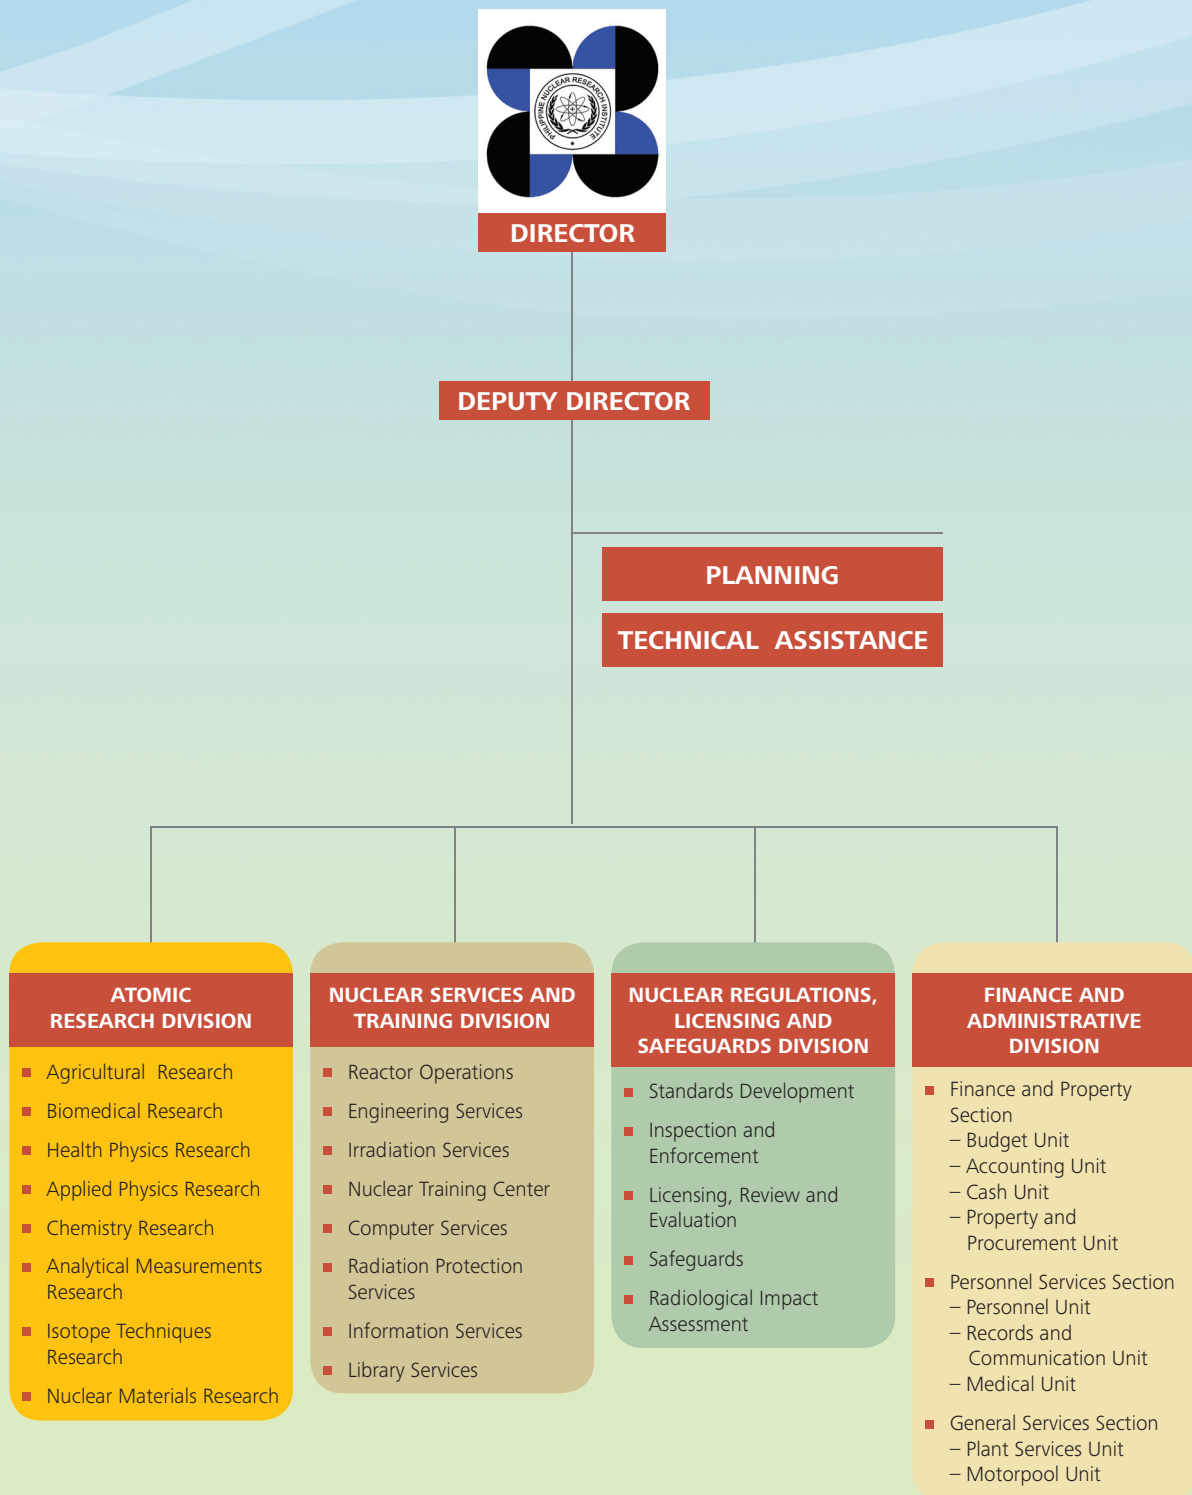 PHILIPPINE NUCLEAR RESEARCH INSTITUTE
DIRECTOR
DEPUTY DIRECTOR
PLANNING
TECHNICAL ASSISTANCE
ATOMIC
RESEARCH DIVISION
Agricultural Research
Biomedical Research
Health Physics Research
Applied Physics Research
Chemistry Research
Analytical Measurements
Research
Isotope Techniques
Research
Nuclear Materials Research
NUCLEAR SERVICES AND
TRAINING DIVISION
Reactor Operations
Engineering Services
Irradiation Services
Nuclear Training Center
Computer Services
Radiation Protection
Services
Information Services
Library Services
NUCLEAR REGULATIONS,
LICENSING AND
SAFEGUARDS DIVISION
Standards Development
Inspection and
Enforcement
Licensing, Review and
Evaluation
Safeguards
Radiological Impact
Assessment
FINANCE AND
ADMINISTRATIVE
DIVISION
Finance and Property
Section
– Budget Unit
– Accounting Unit
– Cash Unit
– Property and
Procurement Unit
Personnel Services Section
– Personnel Unit
– Records and
Communication Unit
– Medical Unit
General Services Section
– Plant Services Unit
– Motorpool Unit